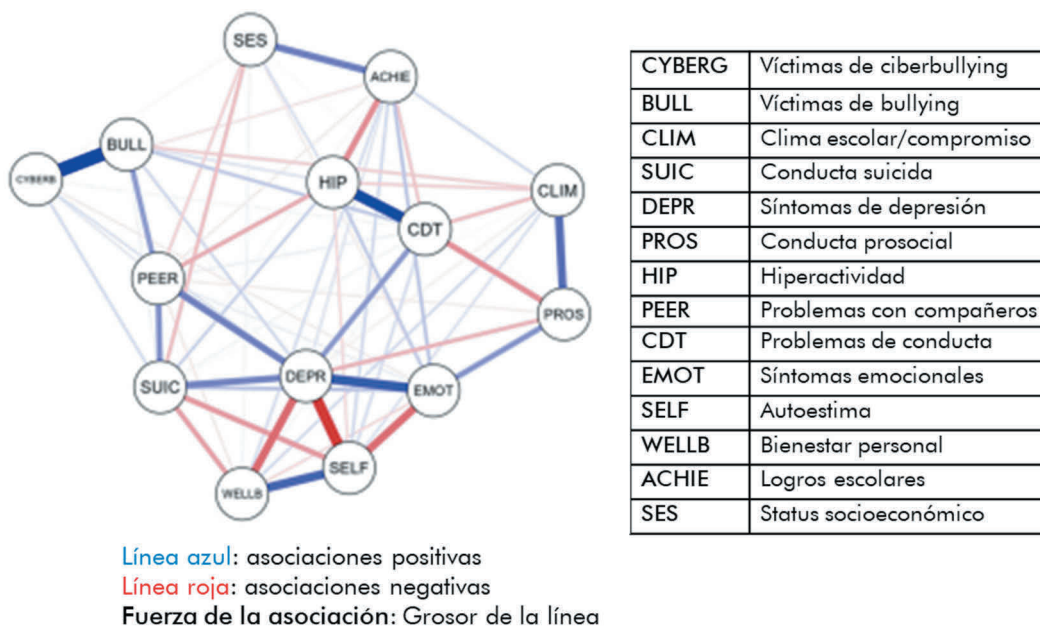 SES
ACHIE
BULL
CYBERB
HIP
CLIM
CDT
PEER
PROS
DEPR
SUIC
EMOT
SELF
WELLB
CYBERG Víctimas de ciberbullying
BULL Víctimas de bullying
CLIM Clima escolar/compromiso
SUIC Conducta suicida
DEPR Síntomas de depresión
PROS Conducta prosocial
HIP Hiperactividad
PEER Problemas con compañeros
CDT Problemas de conducta
EMOT Síntomas emocionales
SELF Autoestima
WELLB Bienestar personal
ACHIE Logros escolares
SES Status socioeconómico
Línea azul: asociaciones positivas
Línea roja: asociaciones negativas
Fuerza de la asociación: Grosor de la línea